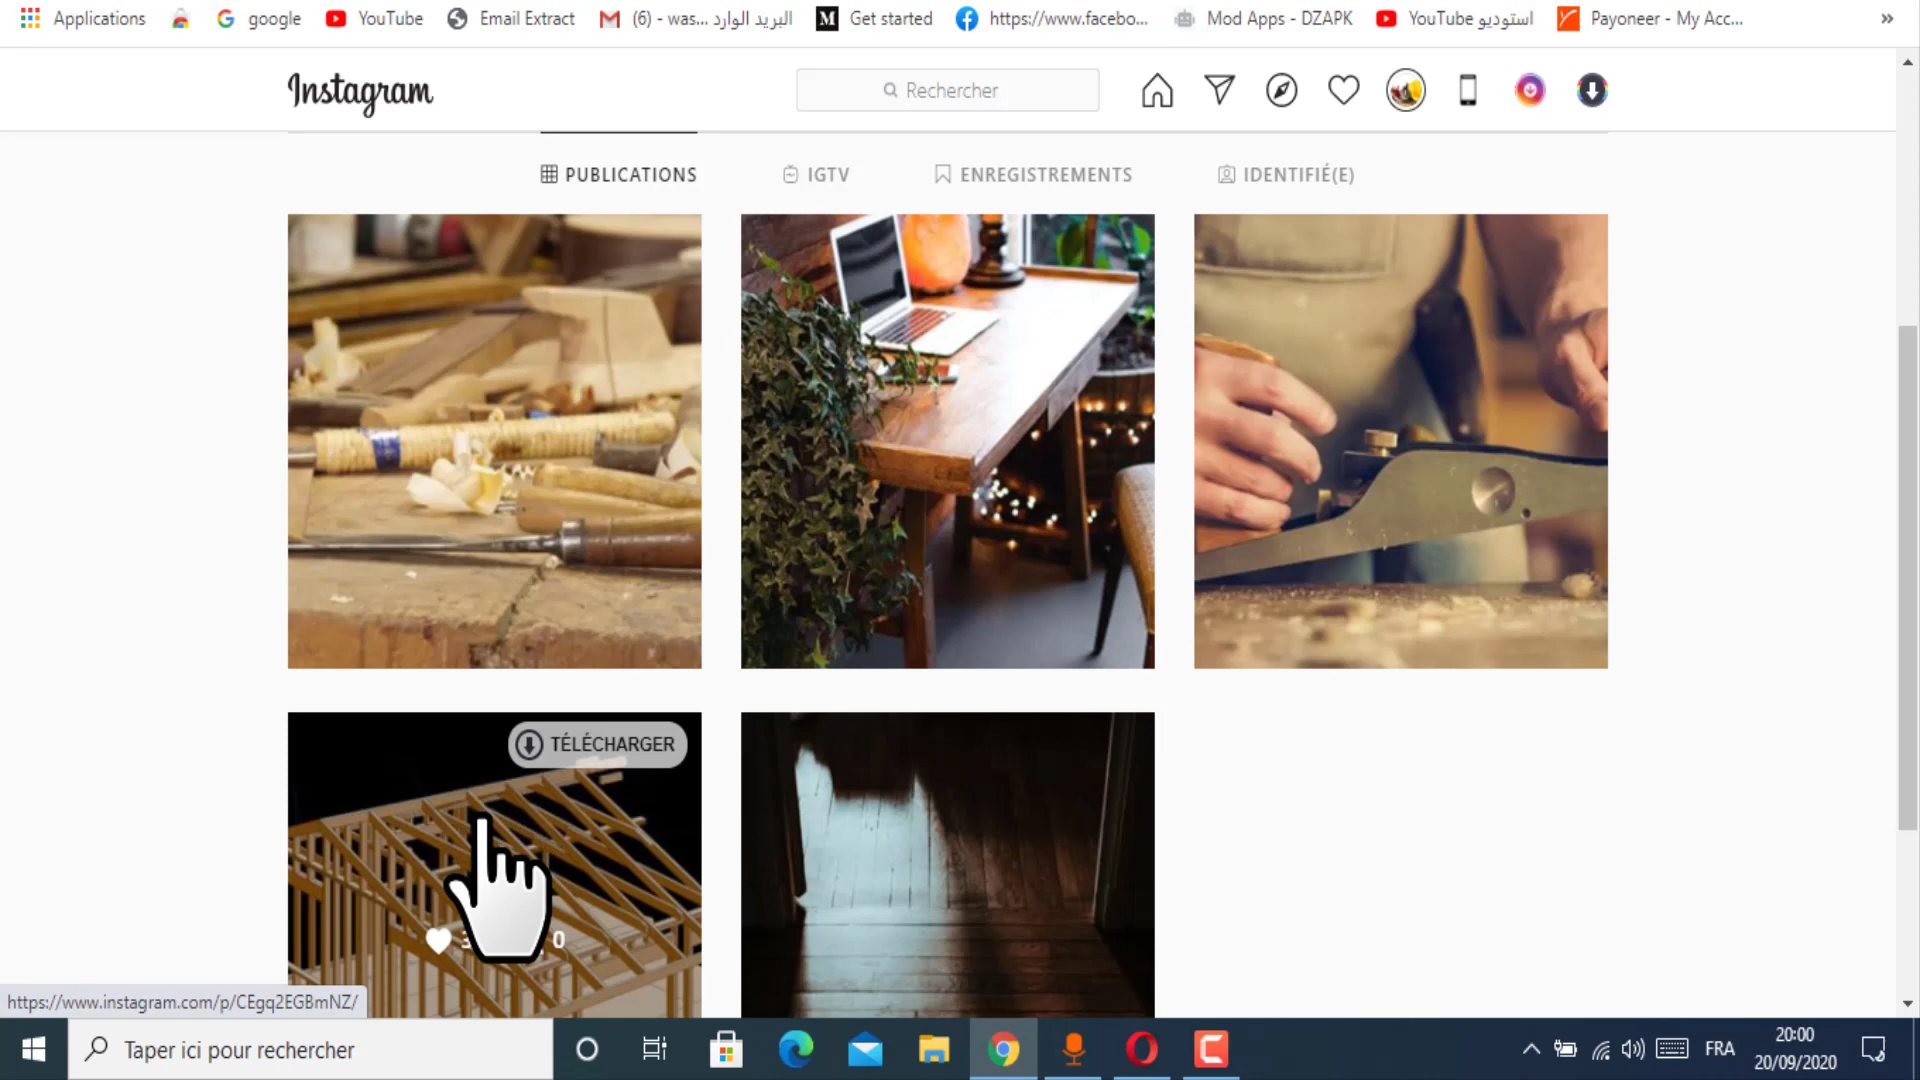 Applications
google
YouTube
Email Extract
البريد الوارد (6) - was...
Get started
https://www.facebo...
Mod Apps - DZAPK
YouTube استوديو
Payoneer - My Acc...
»
Instagram
Rechercher
PUBLICATIONS
IGTV
ENREGISTREMENTS
IDENTIFIÉ(E)
TÉLÉCHARGER
0
https://www.instagram.com/p/CEgq2EGBmNZ/
Taper ici pour rechercher
FRA
20:00
20/09/2020